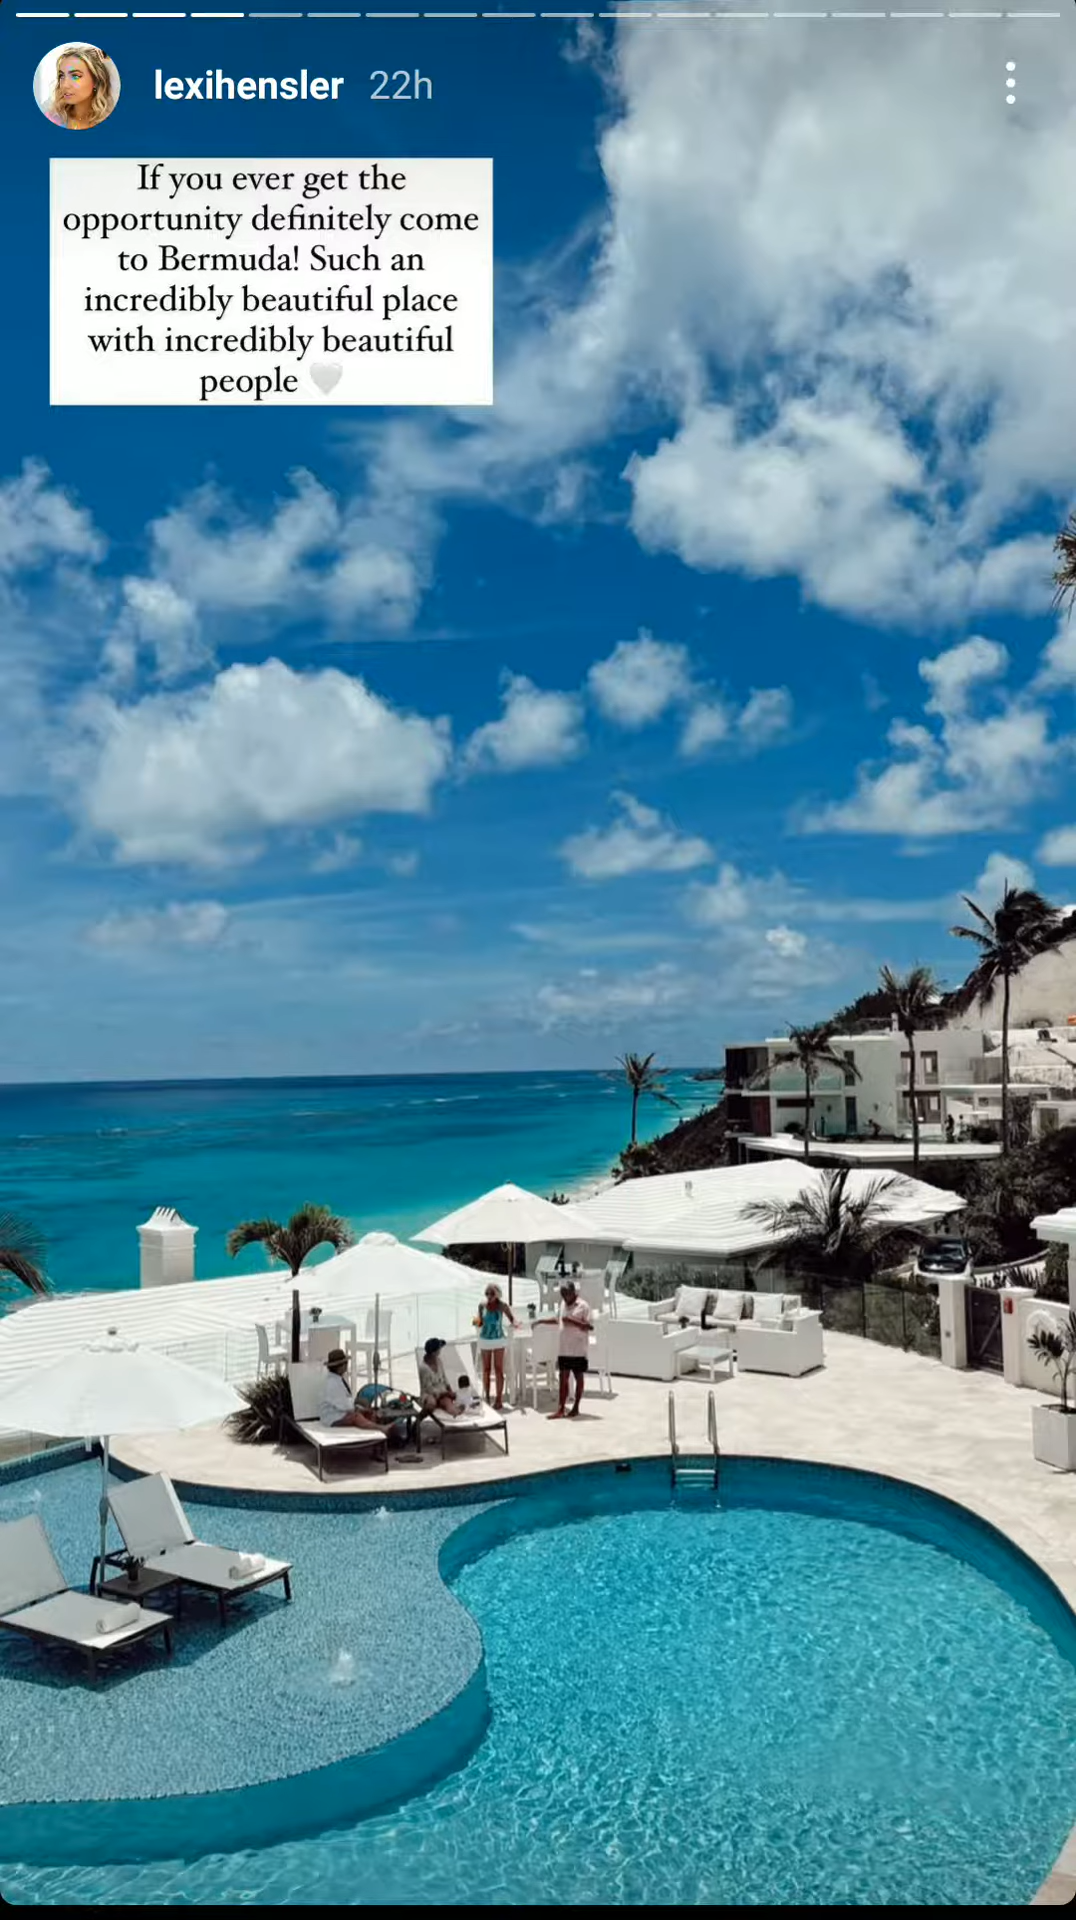 lexihensler 22h
If you ever get the
opportunity definitely come
to Bermuda! Such an
incredibly beautiful place
with incredibly beautiful
people 🤍